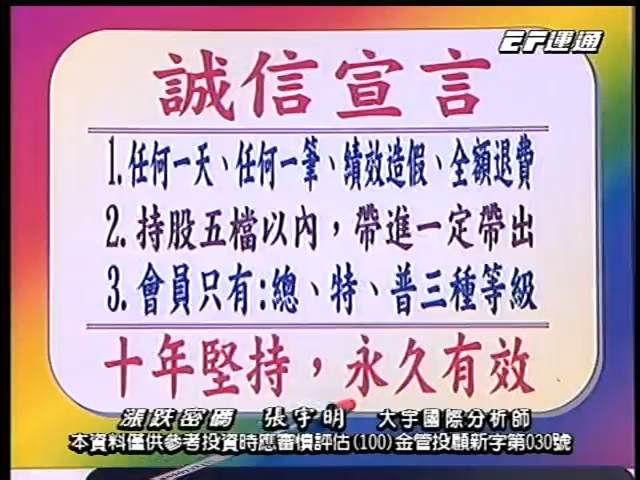 EF運通
誠信宣言
1.任何一天、任何一筆、績效造假、全額退費
2.持股五檔以內，帶進一定帶出
3.會員只有:總、特、普三種等級
十年堅持，永久有效
漲跌密碼 張宇明 大宇國際分析師
本資料僅供參考投資時應審慎評估(100)金管投顧新字第030號